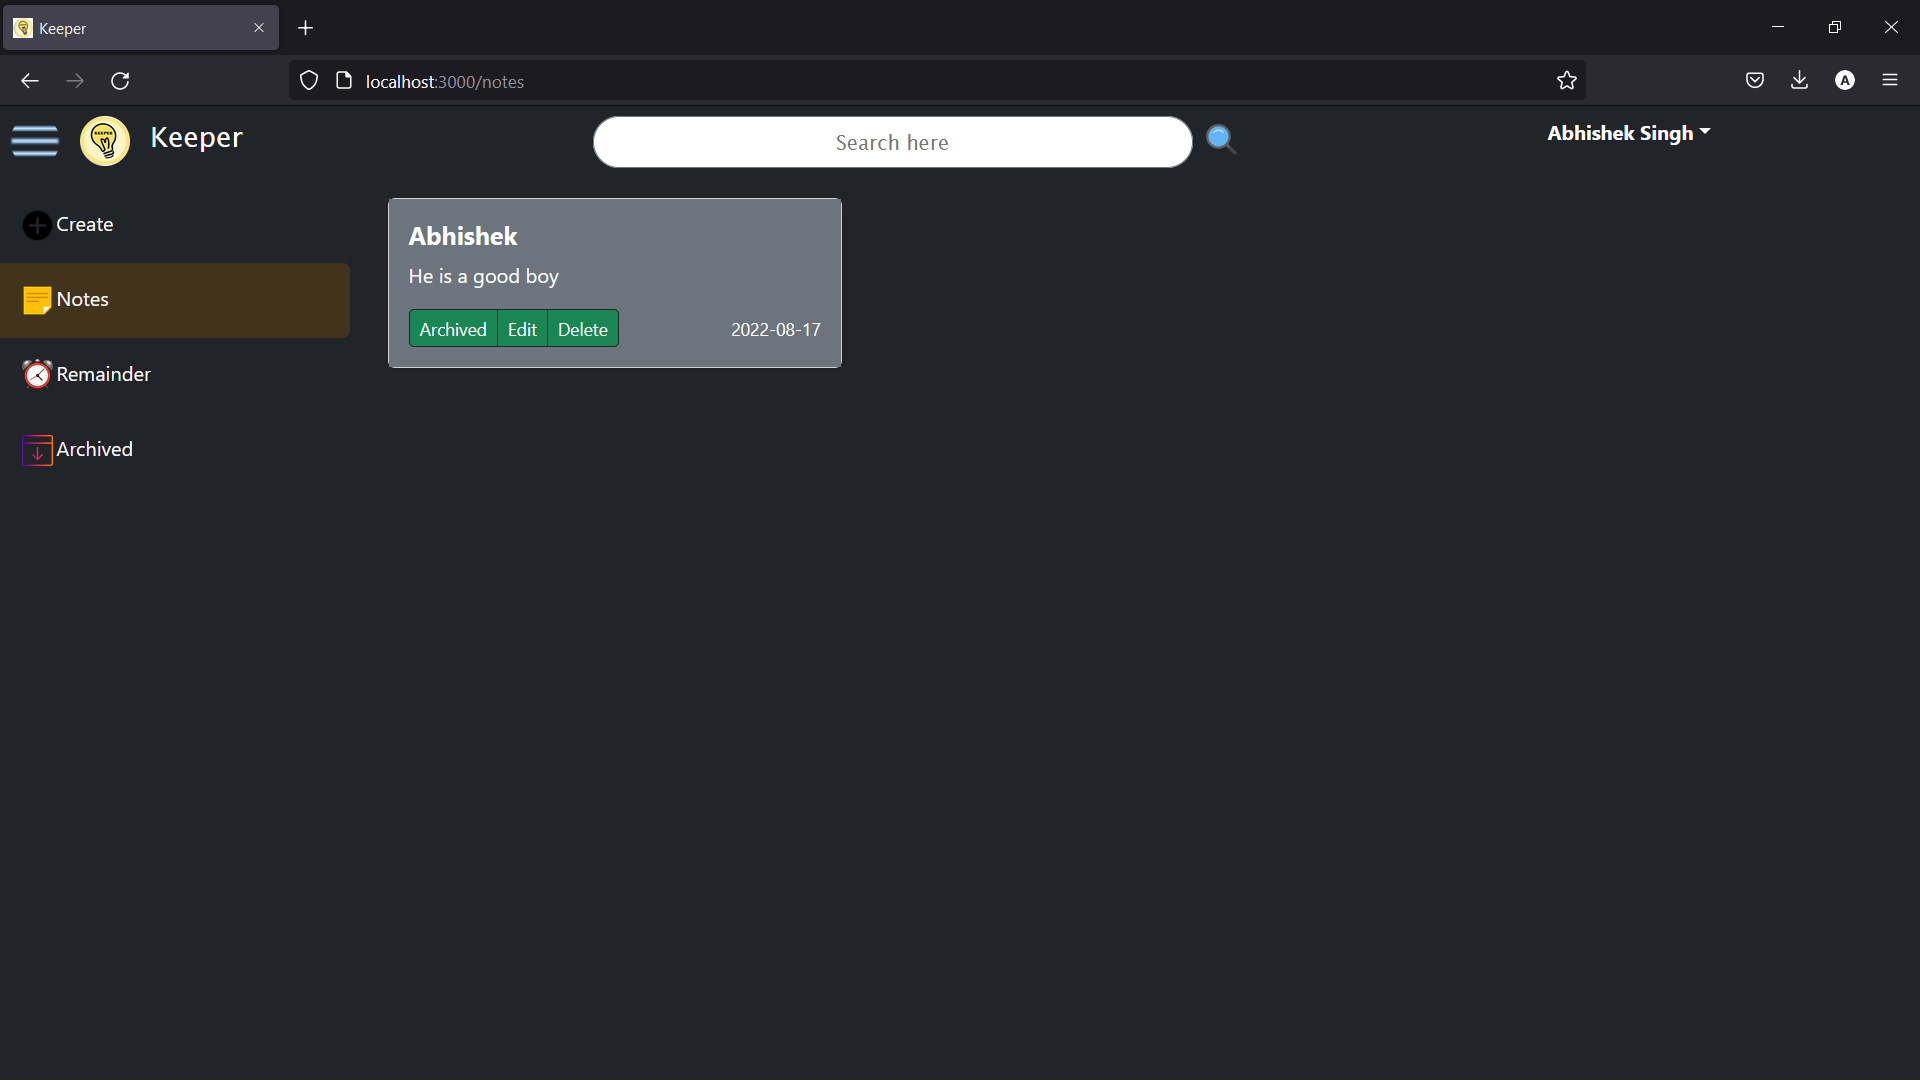 Keeper
localhost:3000/notes
A
KEEPER
Keeper
Search here
Abhishek Singh
Create
Notes
Remainder
Archived
Abhishek
He is a good boy
Archived Edit Delete 2022-08-17